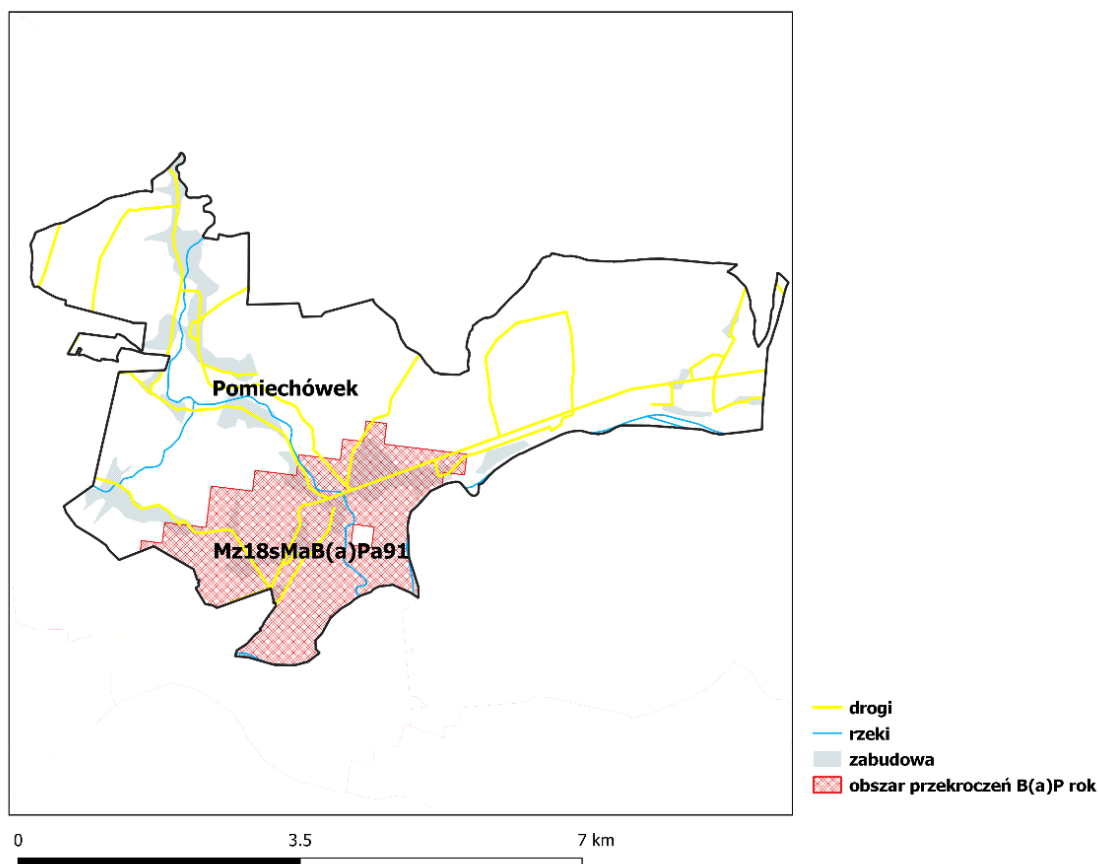 Pomiechówek
Mz18sMaB(a)Pa91
drogi
rzeki
zabudowa
obszar przekroczeń B(a)P rok
0 3.5 7 km